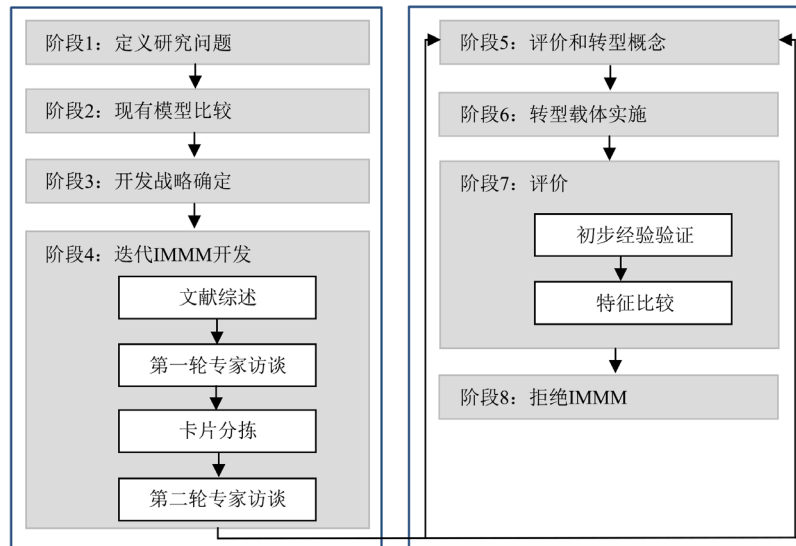 阶段1：定义研究问题
阶段2：现有模型比较
阶段3：开发战略确定
阶段4：迭代IMMM开发
文献综述
第一轮专家访谈
卡片分拣
第二轮专家访谈
阶段5：评价和转型概念
阶段6：转型载体实施
阶段7：评价
初步经验验证
特征比较
阶段8：拒绝IMMM